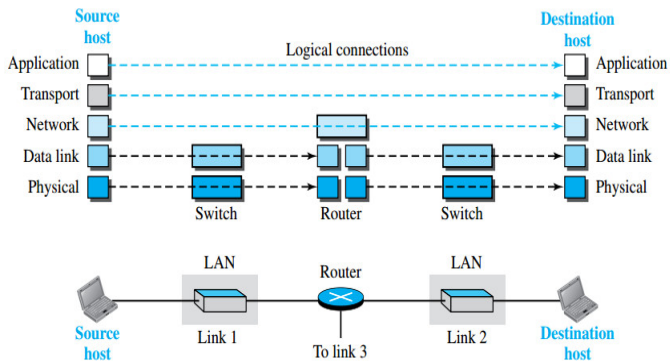 Source
host
Destination
host
Logical connections
Application
Application
Transport
Transport
Network
Network
Data link
Data link
Physical
Physical
Switch
Router
Switch
LAN
Router
LAN
Link 1
Link 2
Source
host
To link 3
Destination
host